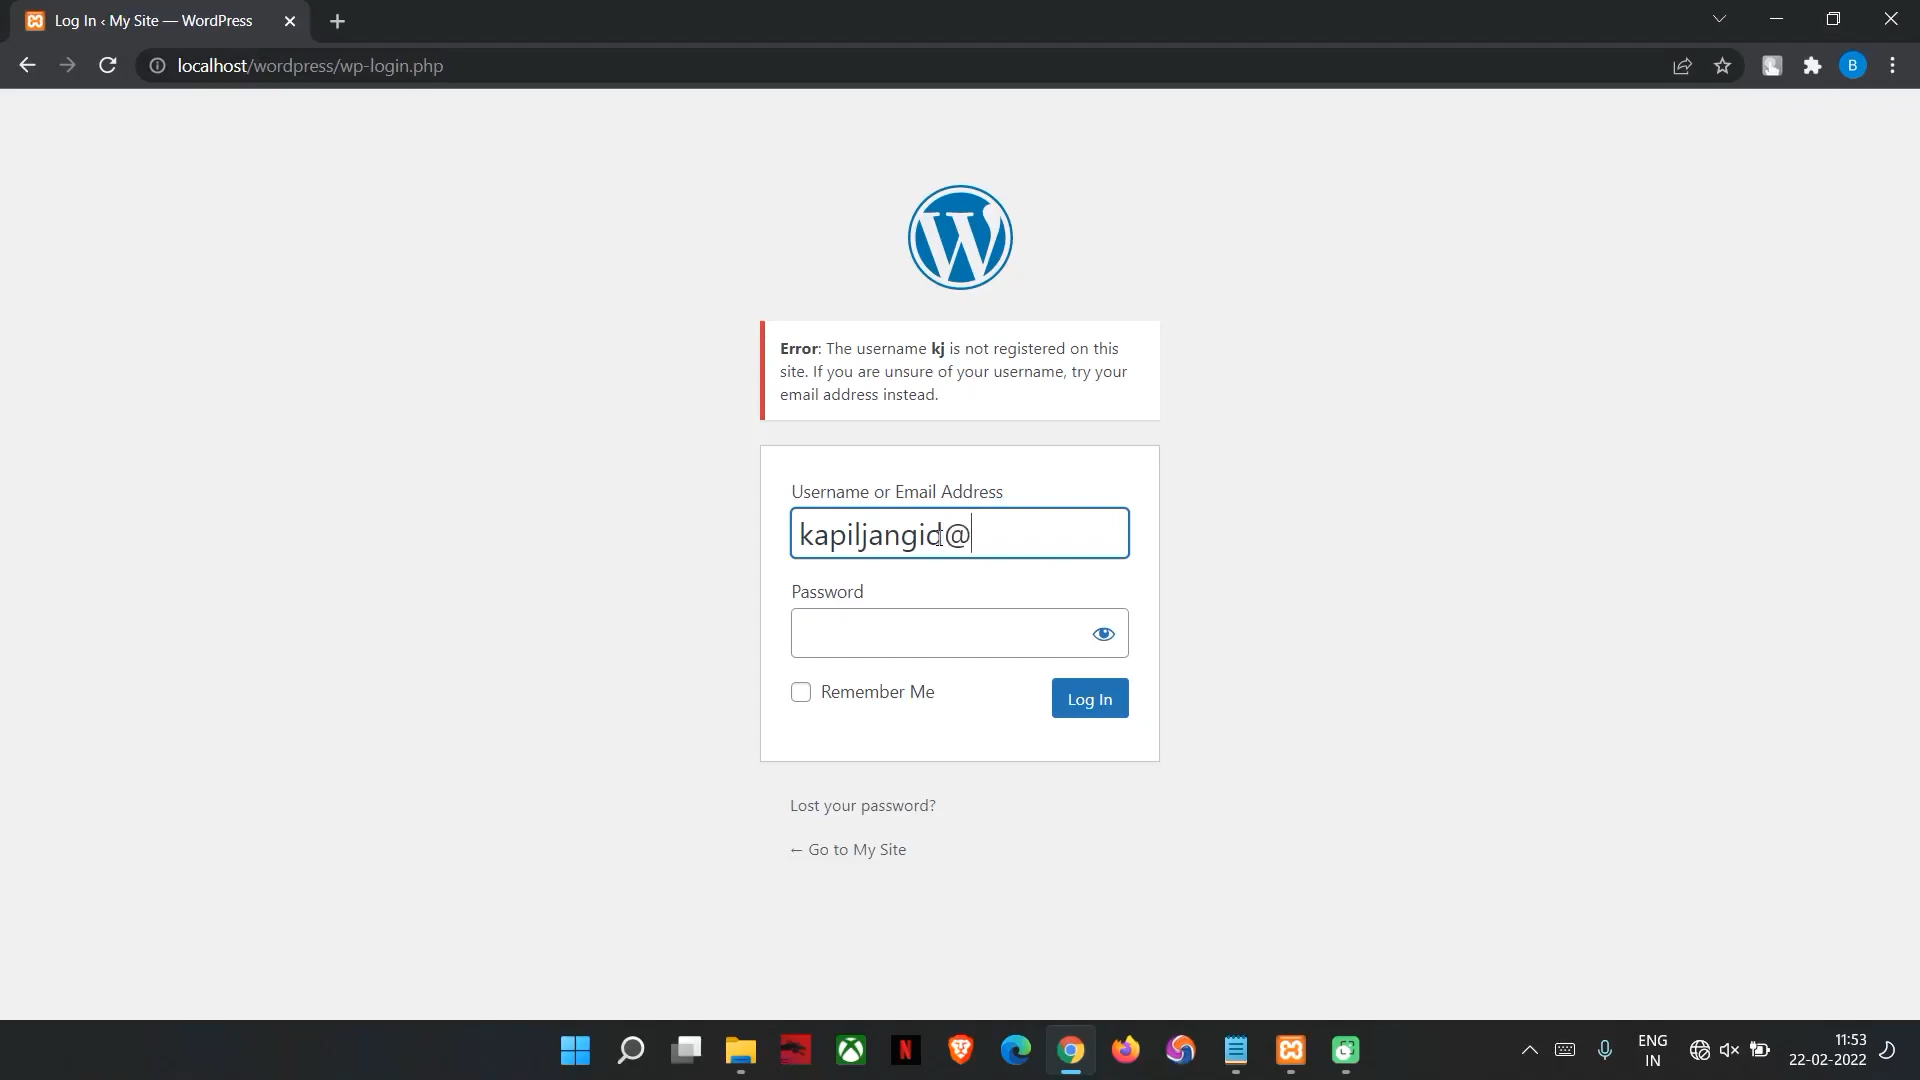 Log In ‹ My Site — WordPress
localhost/wordpress/wp-login.php
B
Error: The username kj is not registered on this
site. If you are unsure of your username, try your
email address instead.
Username or Email Address
kapiljangid@
Password
Remember Me
Log In
Lost your password?
← Go to My Site
ENG
IN
11:53
22-02-2022